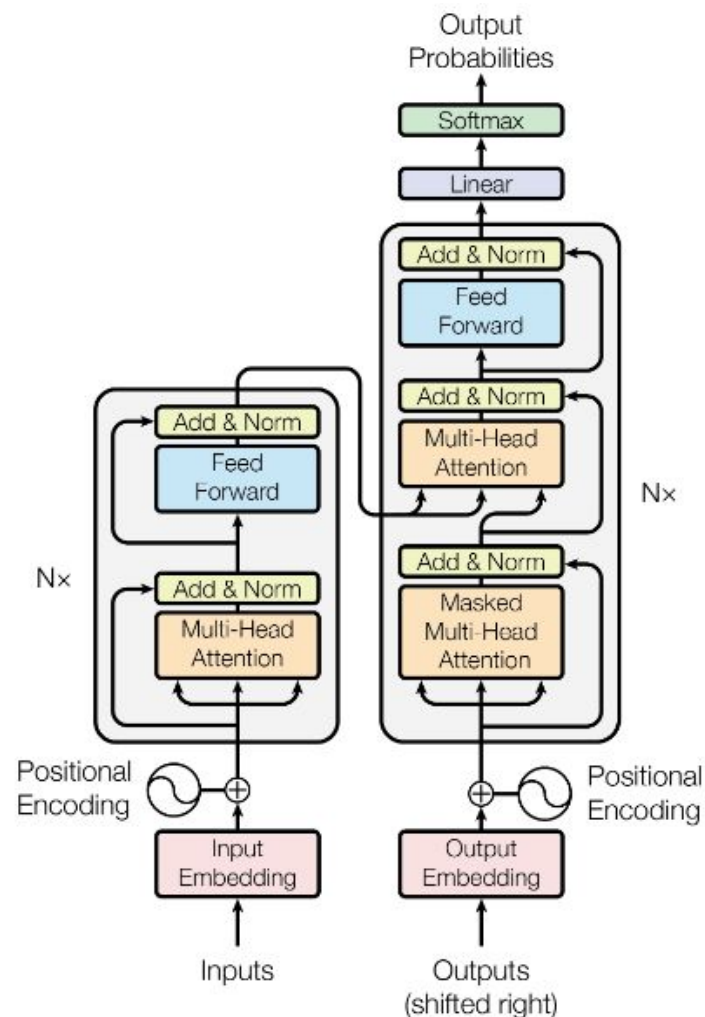 Output
Probabilities
Softmax
Linear
Add & Norm
Feed
Forward
Add & Norm
Multi-Head
Attention
Add & Norm
Masked
Multi-Head
Attention
Nx
Add & Norm
Feed
Forward
Add & Norm
Multi-Head
Attention
Nx
Positional
Encoding
Positional
Encoding
Input
Embedding
Output
Embedding
Inputs
Outputs
(shifted right)